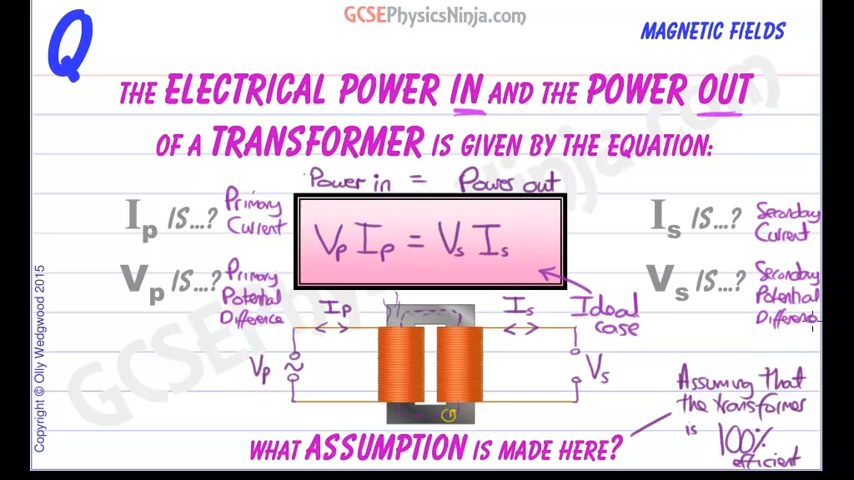 GCSEPhysicsNinja.com
Q
MAGNETIC FIELDS
THE ELECTRICAL POWER IN AND THE POWER OUT
OF A TRANSFORMER IS GIVEN BY THE EQUATION:
Power in = Power out
Ip IS...?
Primary
Current
Vp Ip = Vs Is
Is IS...?
Secondary
Current
Vp IS...?
Primary
Potential
Difference
Vs IS...?
Secondary
Potential
Difference
Ideal
case
Ip
Is
Vp
Vs
Assuming that
the transformer
is
100%
efficient
WHAT ASSUMPTION IS MADE HERE?
Copyright © Olly Wedgwood 2015
GCSEPhysicsNinja.com